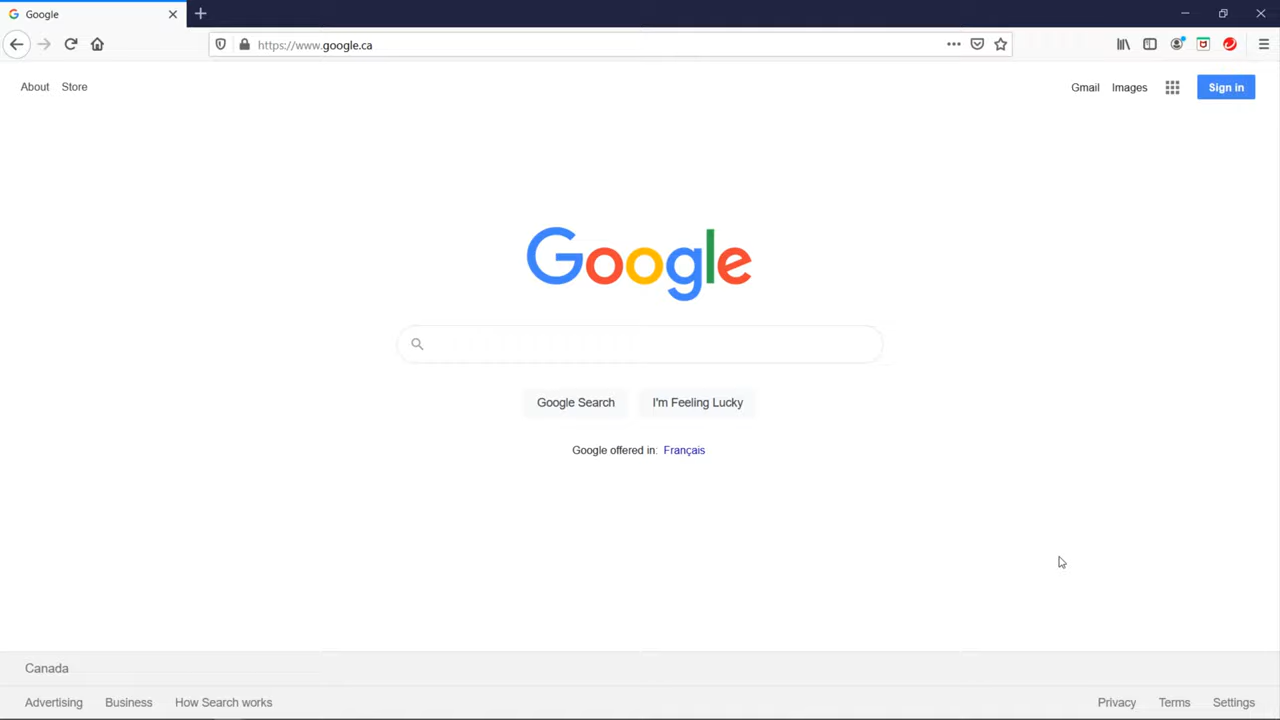 Google
https://www.google.ca
About Store
Gmail Images Sign in
Google
Google Search I'm Feeling Lucky
Google offered in: Français
Canada
Advertising Business How Search works
Privacy Terms Settings